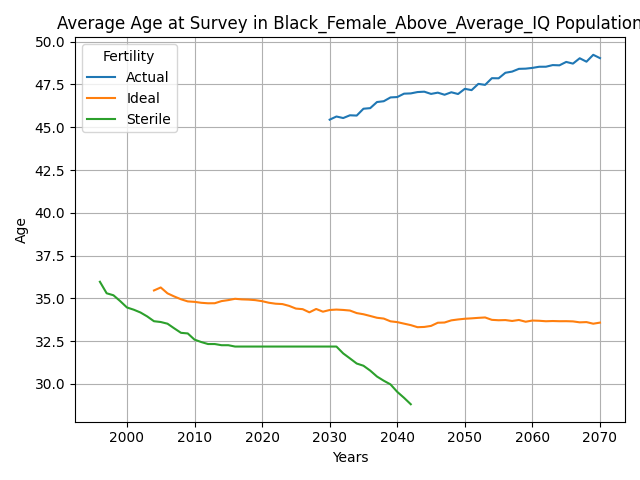 Average Age at Survey in Black_Female_Above_Average_IQ Population
Fertility
Actual
Ideal
Sterile
50.0
47.5
45.0
42.5
40.0
37.5
35.0
32.5
30.0
Age
2000 2010 2020 2030 2040 2050 2060 2070
Years